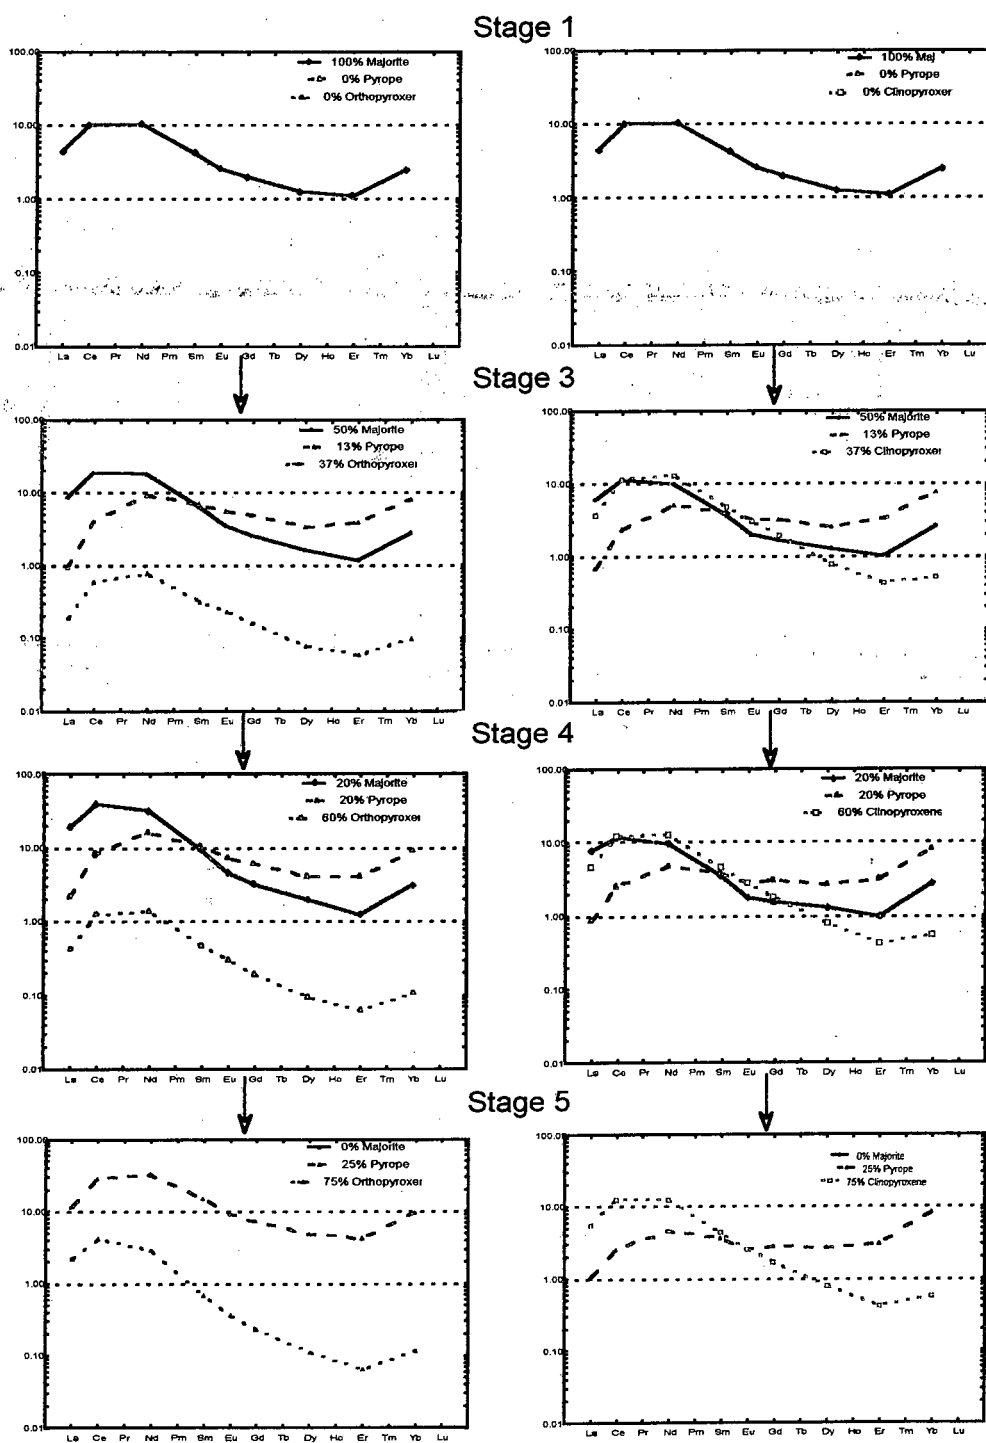 Stage 1
100.00
10.00
1.00
0.10
0.01
100% Majorite
0% Pyrope
0% Orthopyroxer
La Ce Pr Nd Pm Sm Eu Gd Tb Dy Ho Er Tm Yb Lu
100.00
10.00
1.00
0.10
0.01
100% Maj
0% Pyrope
0% Clinopyroxer
La Ce Pr Nd Pm Sm Eu Gd Tb Dy Ho Er Tm Yb Lu
Stage 3
100.00
10.00
1.00
0.10
0.01
50% Majorite
13% Pyrope
37% Orthopyroxer
La Ce Pr Nd Pm Sm Eu Gd Tb Dy Ho Er Tm Yb Lu
100.00
10.00
1.00
0.10
0.01
50% Majorite
13% Pyrope
37% Clinopyroxer
La Ce Pr Nd Pm Sm Eu Gd Tb Dy Ho Er Tm Yb Lu
Stage 4
100.00
10.00
1.00
0.10
0.01
20% Majorite
20% Pyrope
60% Orthopyroxer
La Ce Pr Nd Pm Sm Eu Gd Tb Dy Ho Er Tm Yb Lu
100.00
10.00
1.00
0.10
0.01
20% Majorite
20% Pyrope
60% Clinopyroxene
La Ce Pr Nd Pm Sm Eu Gd Tb Dy Ho Er Tm Yb Lu
Stage 5
100.00
10.00
1.00
0.10
0.01
0% Majorite
25% Pyrope
75% Orthopyroxer
La Ce Pr Nd Pm Sm Eu Gd Tb Dy Ho Er Tm Yb Lu
100.00
10.00
1.00
0.10
0.01
0% Majorite
25% Pyrope
75% Clinopyroxene
La Ce Pr Nd Pm Sm Eu Gd Tb Dy Ho Er Tm Yb Lu